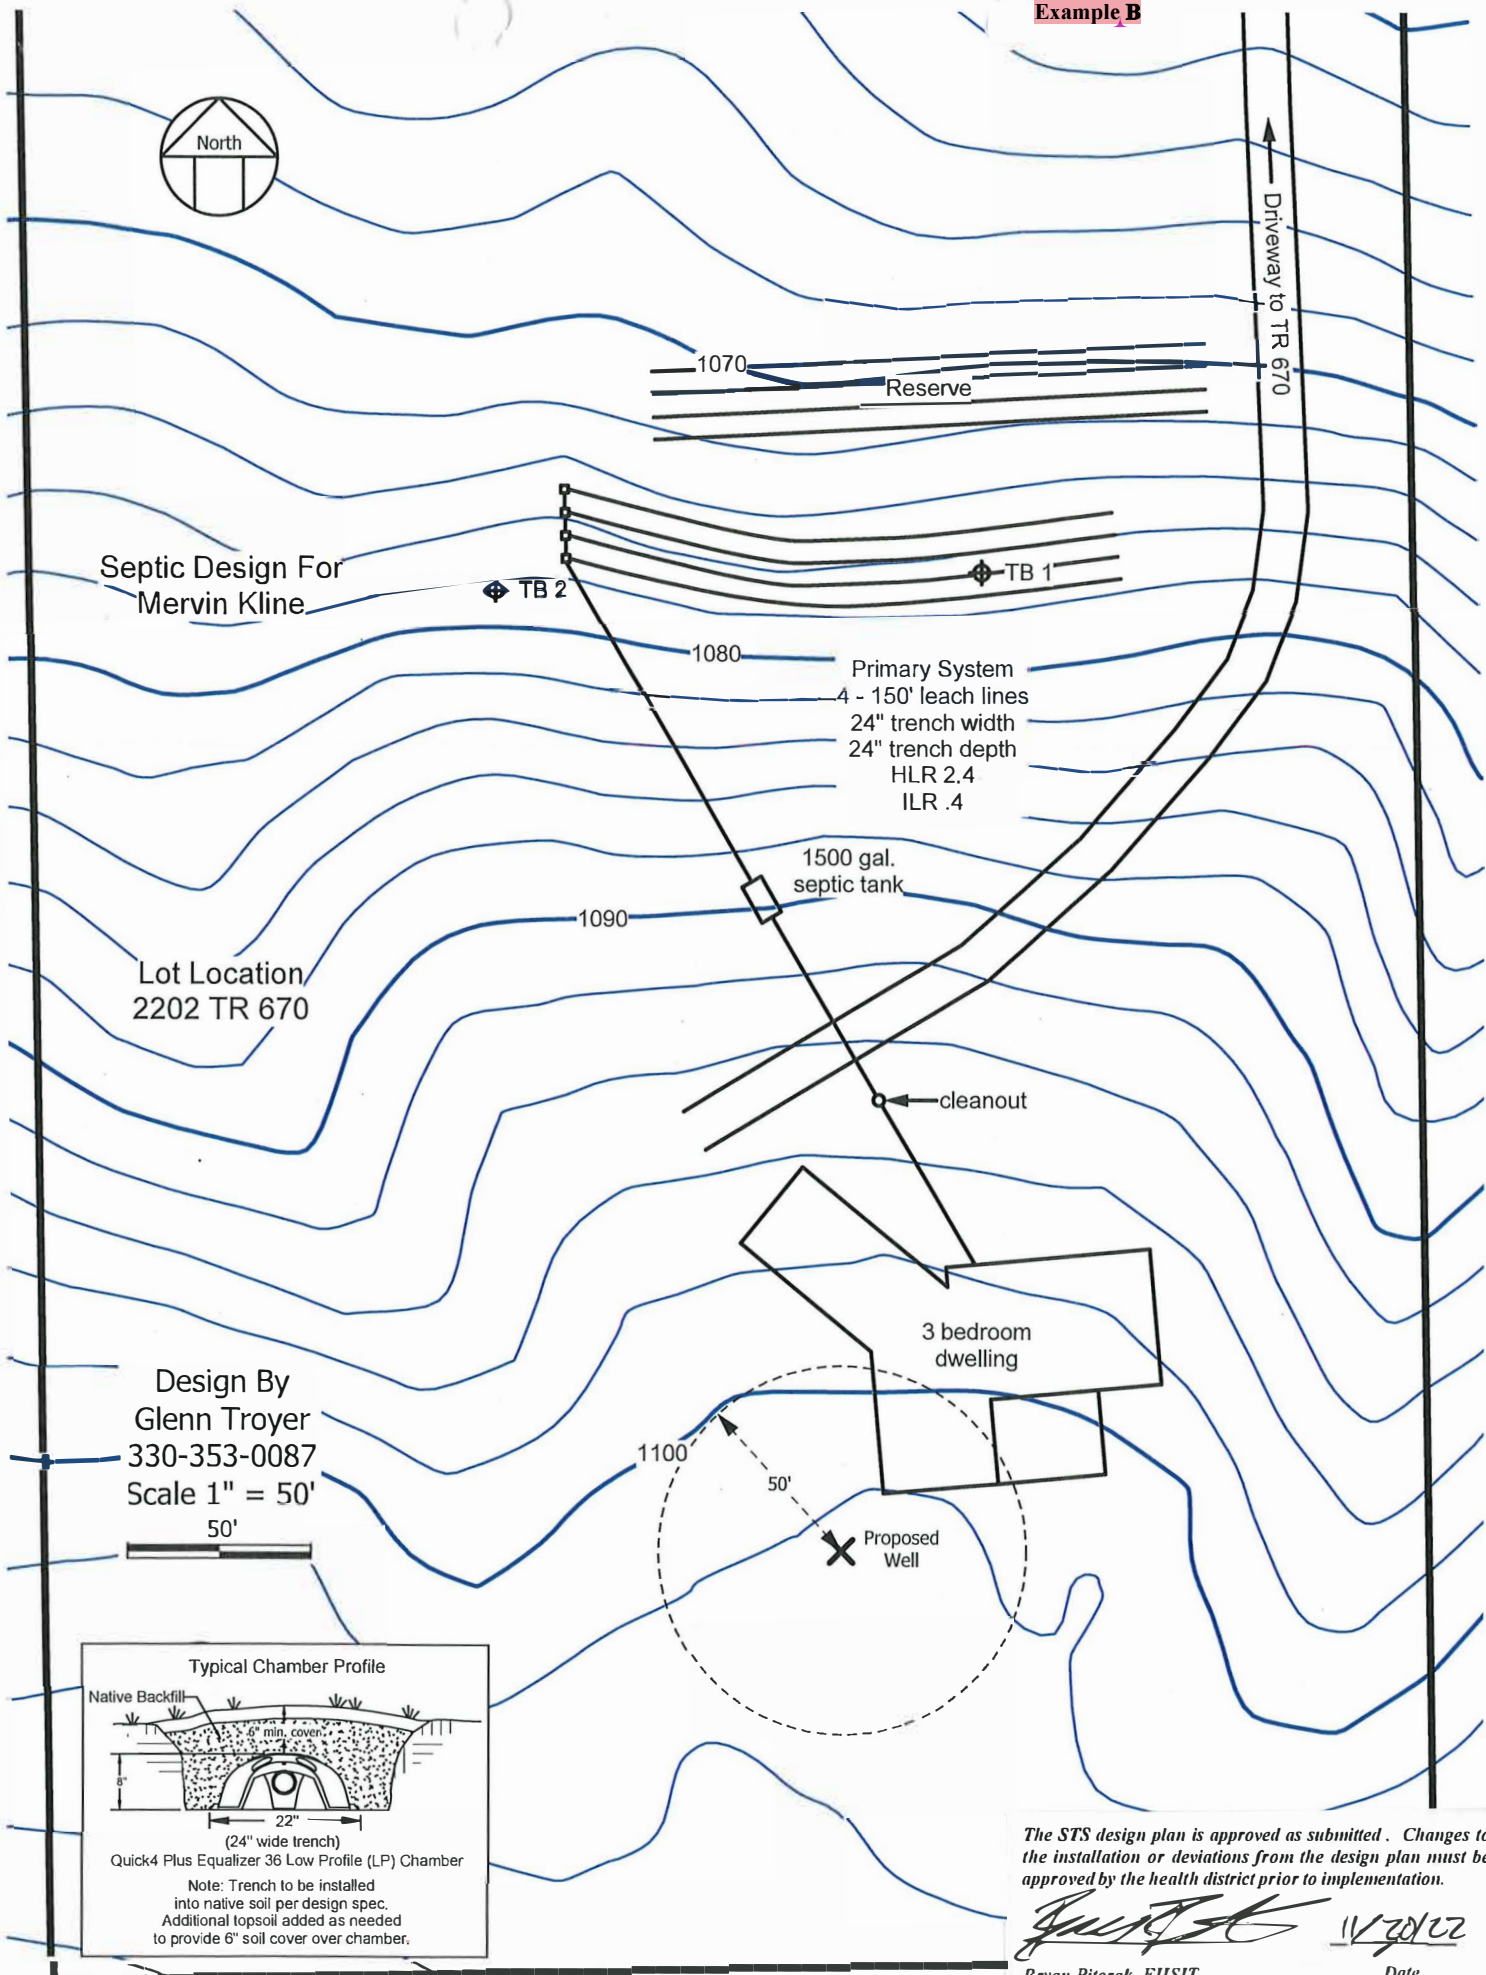 Example B
North
Driveway to TR 670
1070
Reserve
Septic Design For
Mervin Kline
TB 2
TB 1
1080
Primary System
4 - 150' leach lines
24" trench width
24" trench depth
HLR 2.4
ILR .4
1500 gal.
septic tank
1090
Lot Location
2202 TR 670
cleanout
3 bedroom
dwelling
Design By
Glenn Troyer
330-353-0087
Scale 1" = 50'
50'
1100
50'
Proposed
Well
Typical Chamber Profile
Native Backfill
6" min. cover
8"
22"
(24" wide trench)
Quick4 Plus Equalizer 36 Low Profile (LP) Chamber
Note: Trench to be installed
into native soil per design spec.
Additional topsoil added as needed
to provide 6" soil cover over chamber.
The STS design plan is approved as submitted . Changes to
the installation or deviations from the design plan must be
approved by the health district prior to implementation.
11/20/22
Date